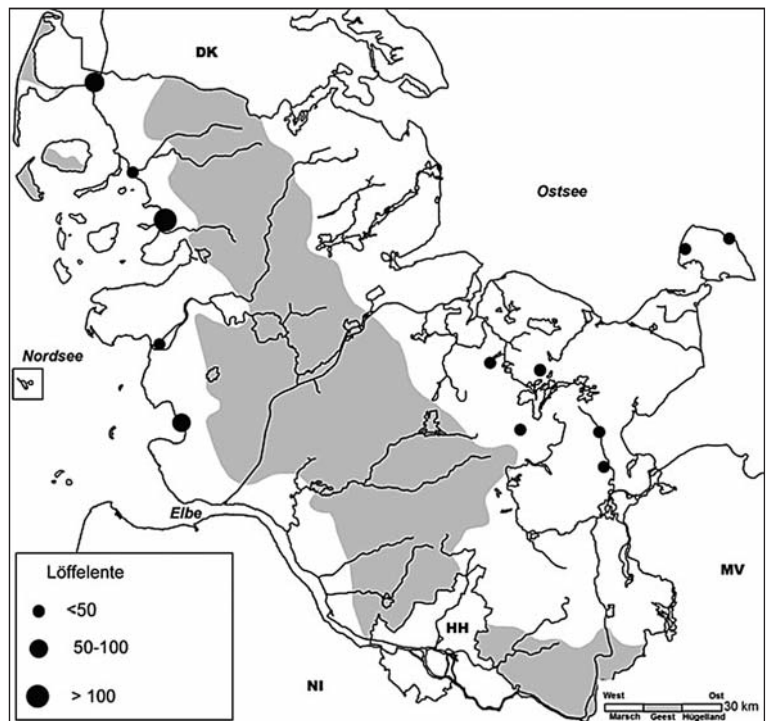 DK
Ostsee
Nordsee
Elbe
MV
HH
NI
Löffelente
<50
50-100
> 100
West Ost
Marsch Geest Hügelland
30 km